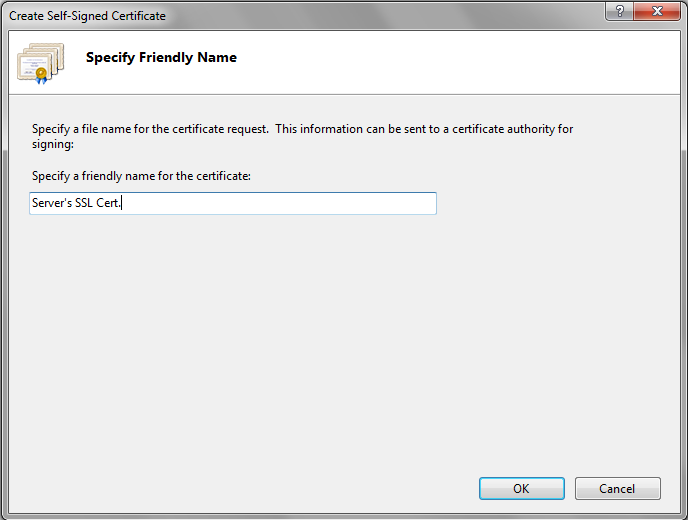 Create Self-Signed Certificate
Specify Friendly Name
Specify a file name for the certificate request.  This information can be sent to a certificate authority for
signing:
Specify a friendly name for the certificate:
Server's SSL Cert.
OK Cancel